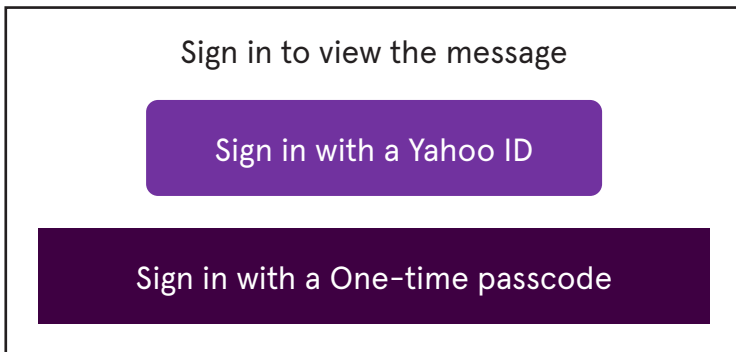 Sign in to view the message
Sign in with a Yahoo ID
Sign in with a One-time passcode